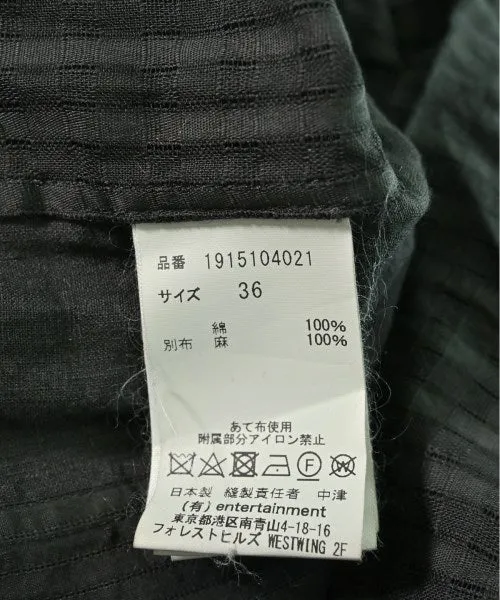 品番 1915104021
サイズ 36
綿 100%
別布 麻 100%
あて布使用
附属部分アイロン禁止
F W
日本製 縫製責任者 中津
(有) entertainment
東京都港区南青山4-18-16
フォレストヒルズ WESTWING 2F